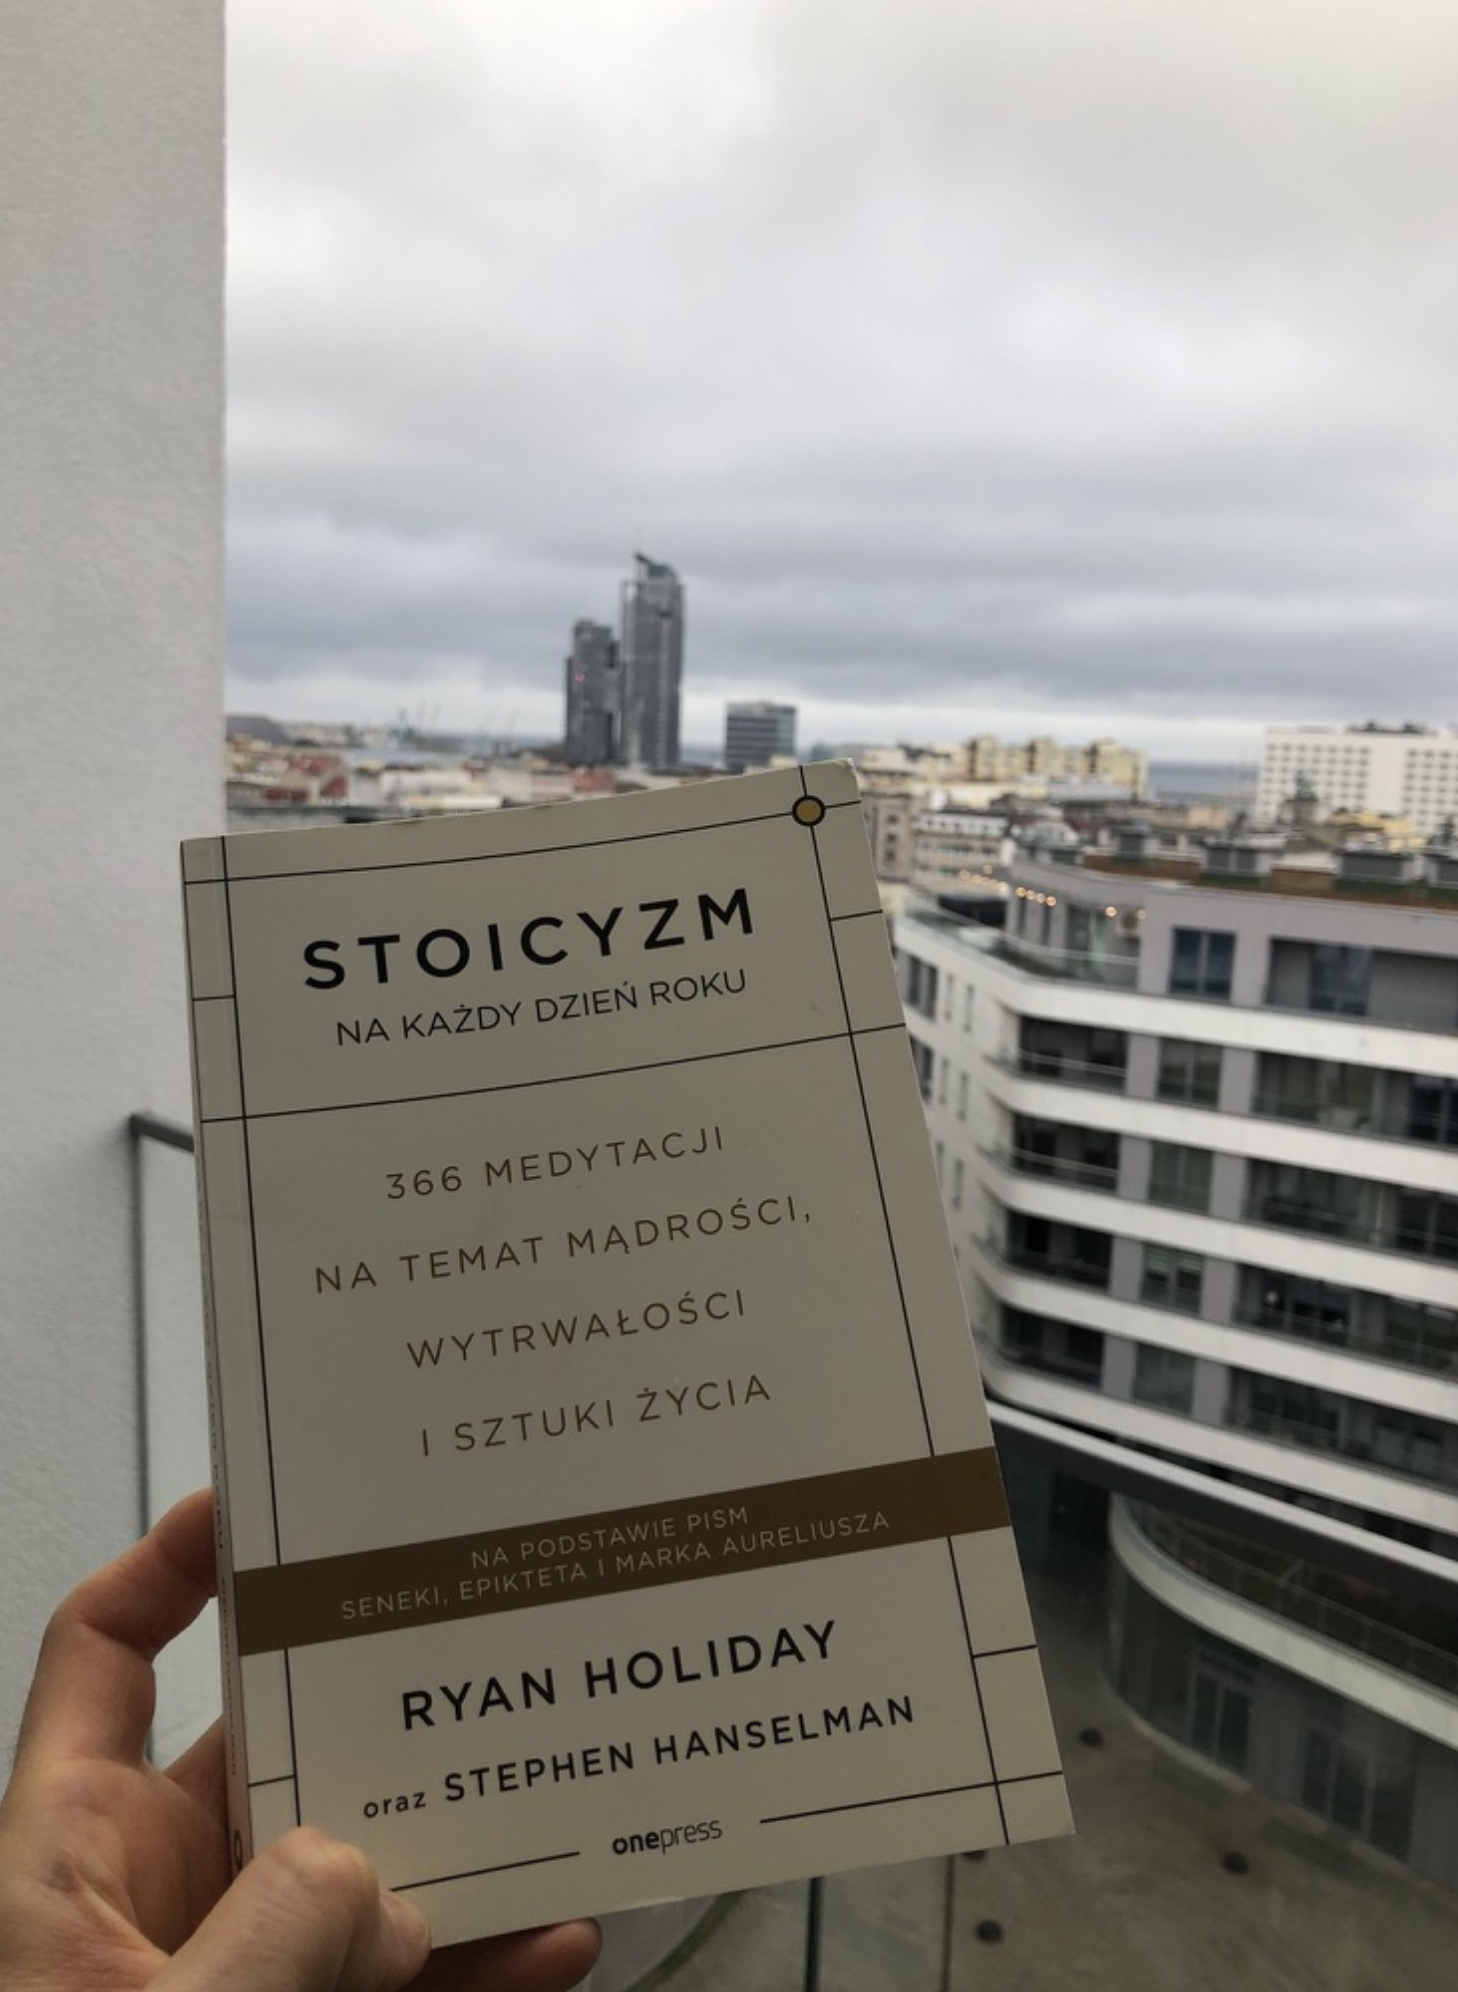 STOICYZM
NA KAŻDY DZIEŃ ROKU
366 MEDYTACJI
NA TEMAT MĄDROŚCI,
WYTRWAŁOŚCI
I SZTUKI ŻYCIA
NA PODSTAWIE PISM
SENEKI, EPIKTETA I MARKA AURELIUSZA
RYAN HOLIDAY
oraz STEPHEN HANSELMAN
onepress